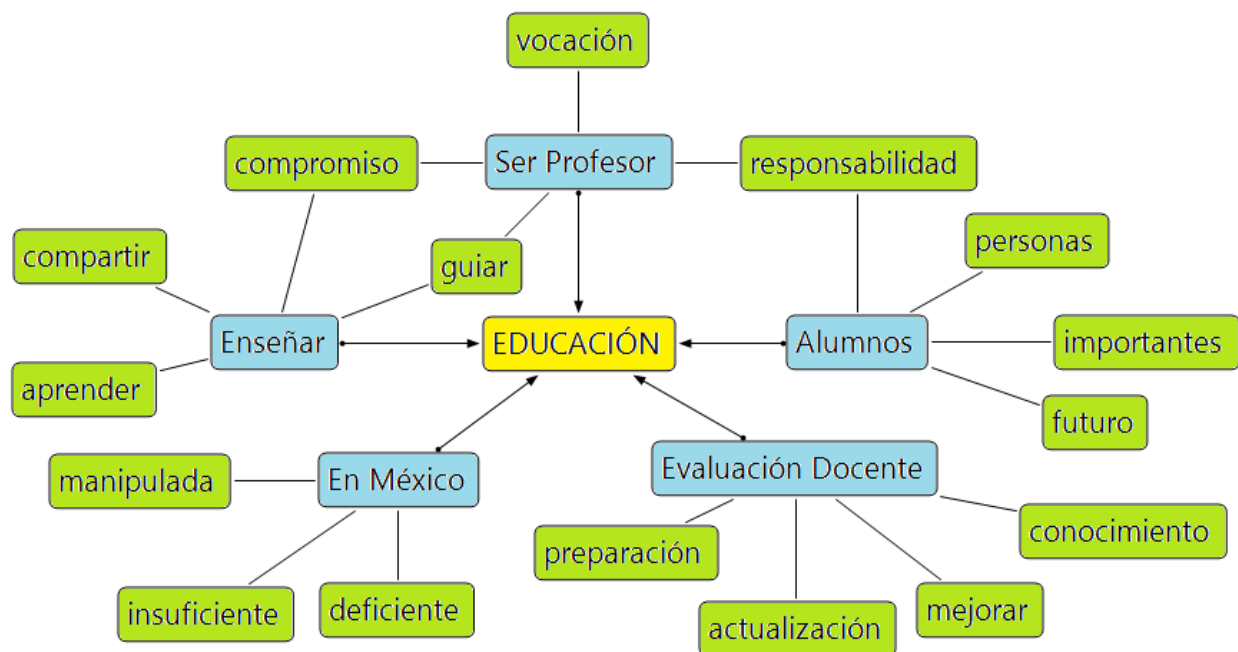 vocación
compromiso
Ser Profesor
responsabilidad
compartir
guiar
personas
Enseñar
EDUCACIÓN
Alumnos
importantes
aprender
futuro
manipulada
En México
Evaluación Docente
preparación
conocimiento
insuficiente
deficiente
actualización
mejorar